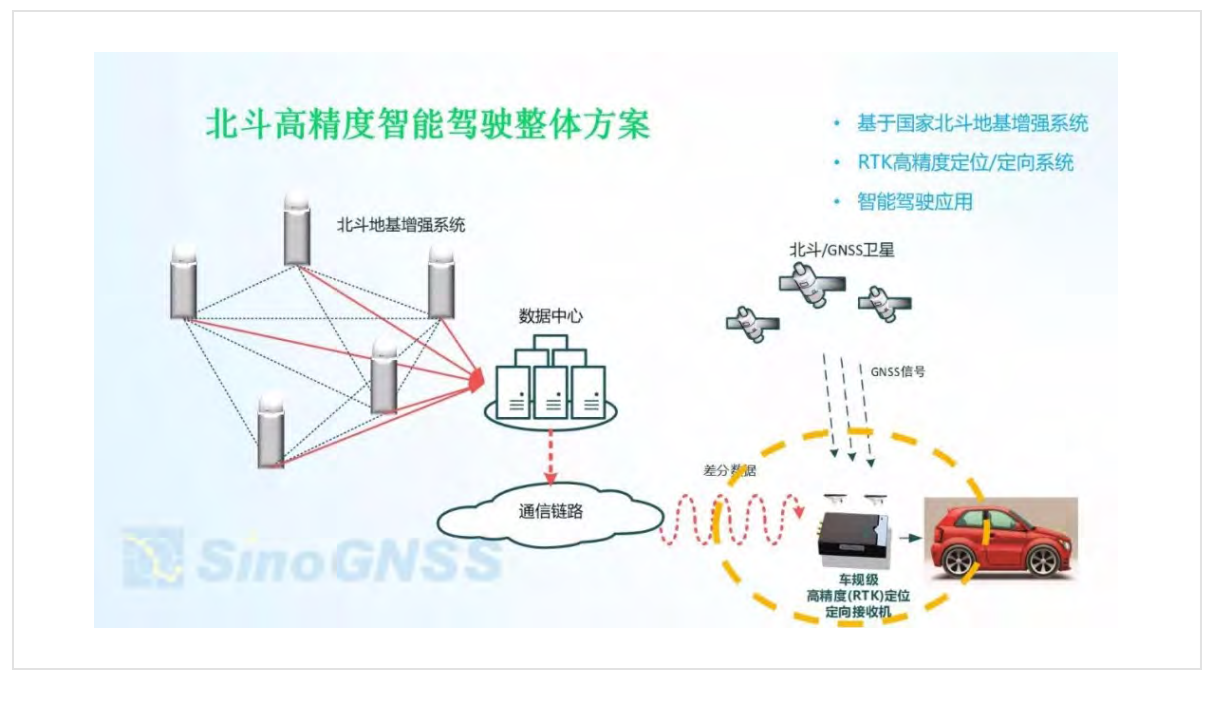 北斗高精度智能驾驶整体方案
• 基于国家北斗地基增强系统
• RTK高精度定位/定向系统
• 智能驾驶应用
北斗地基增强系统
北斗/GNSS卫星
数据中心
GNSS信号
差分数据
通信链路
SinoGNSS
车规级
高精度(RTK)定位
定向接收机